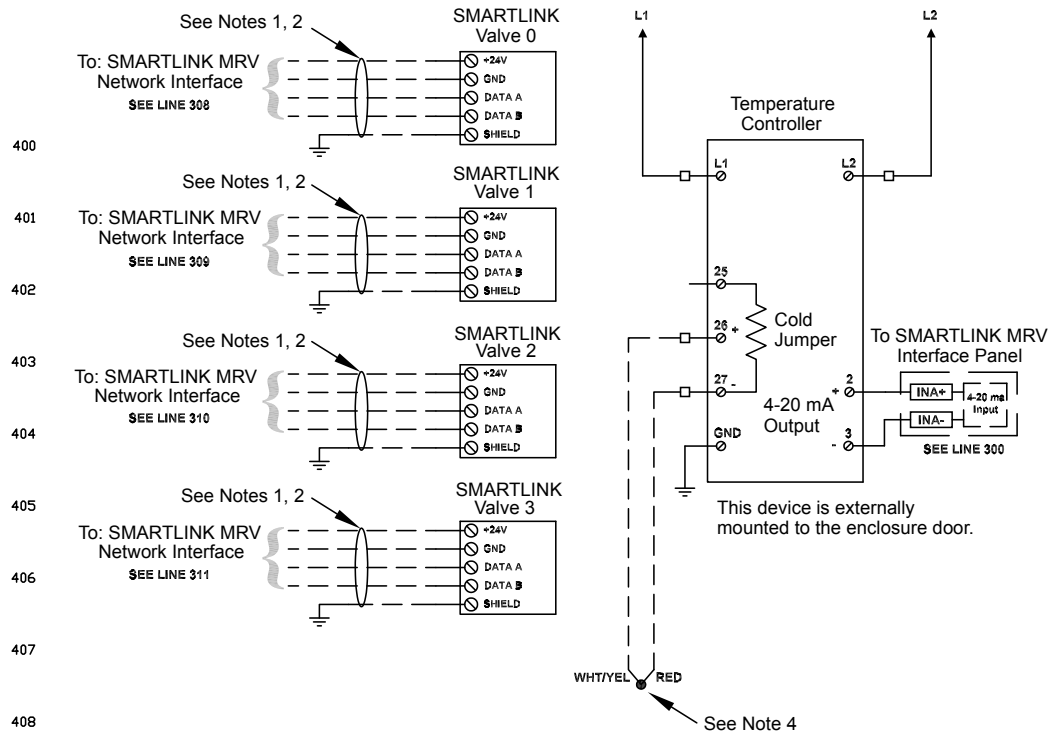 See Notes 1, 2
SMARTLINK
Valve 0
To: SMARTLINK MRV
Network Interface
SEE LINE 308
+24V
GND
DATA A
DATA B
SHIELD
400
See Notes 1, 2
SMARTLINK
Valve 1
401
To: SMARTLINK MRV
Network Interface
SEE LINE 309
+24V
GND
DATA A
DATA B
SHIELD
402
See Notes 1, 2
SMARTLINK
Valve 2
403
To: SMARTLINK MRV
Network Interface
SEE LINE 310
+24V
GND
DATA A
DATA B
SHIELD
404
405
See Notes 1, 2
SMARTLINK
Valve 3
To: SMARTLINK MRV
Network Interface
SEE LINE 311
+24V
GND
DATA A
DATA B
SHIELD
406
407
408
L1
L2
Temperature
Controller
L1
L2
25
26 +
27 -
GND
Cold
Jumper
4-20 mA
Output
+ 2
- 3
To SMARTLINK MRV
Interface Panel
INA+
INA-
4-20 ma
Input
SEE LINE 300
This device is externally
mounted to the enclosure door.
WHT/YEL
RED
See Note 4